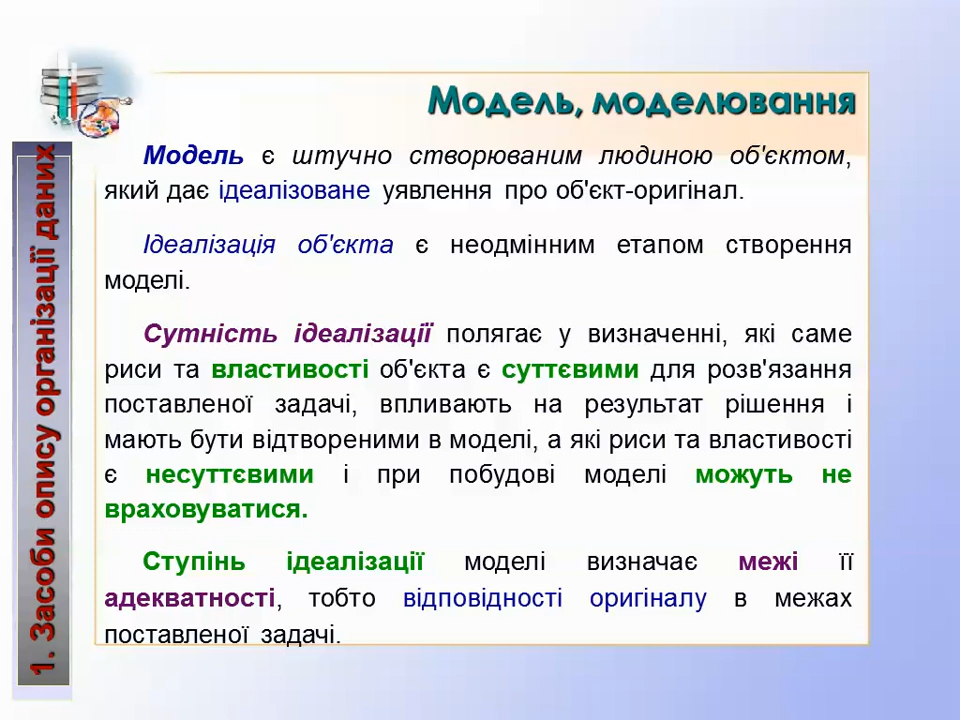 Модель, моделювання
1. Засоби опису організації даних
Модель є штучно створюваним людиною об'єктом,
який дає ідеалізоване уявлення про об'єкт-оригінал.
Ідеалізація об'єкта є неодмінним етапом створення
моделі.
Сутність ідеалізації полягає у визначенні, які саме
риси та властивості об'єкта є суттєвими для розв'язання
поставленої задачі, впливають на результат рішення і
мають бути відтвореними в моделі, а які риси та властивості
є несуттєвими і при побудові моделі можуть не
враховуватися.
Ступінь ідеалізації моделі визначає межі її
адекватності, тобто відповідності оригіналу в межах
поставленої задачі.